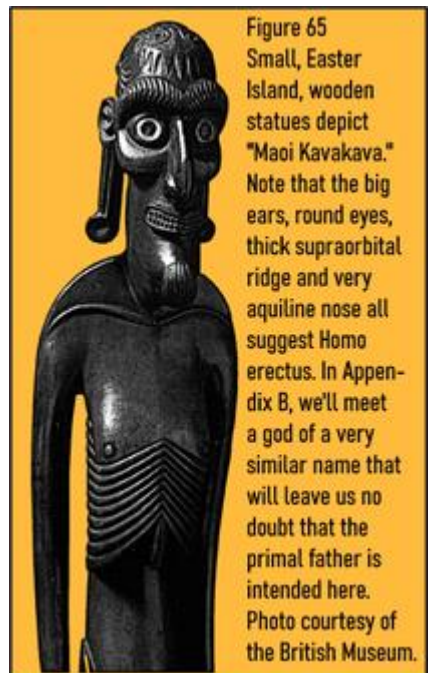 Figure 65
Small, Easter
Island, wooden
statues depict
"Maoi Kavakava."
Note that the big
ears, round eyes,
thick supraorbital
ridge and very
aquiline nose all
suggest Homo
erectus. In Appen-
dix B, we'll meet
a god of a very
similar name that
will leave us no
doubt that the
primal father is
intended here.
Photo courtesy of
the British Museum.